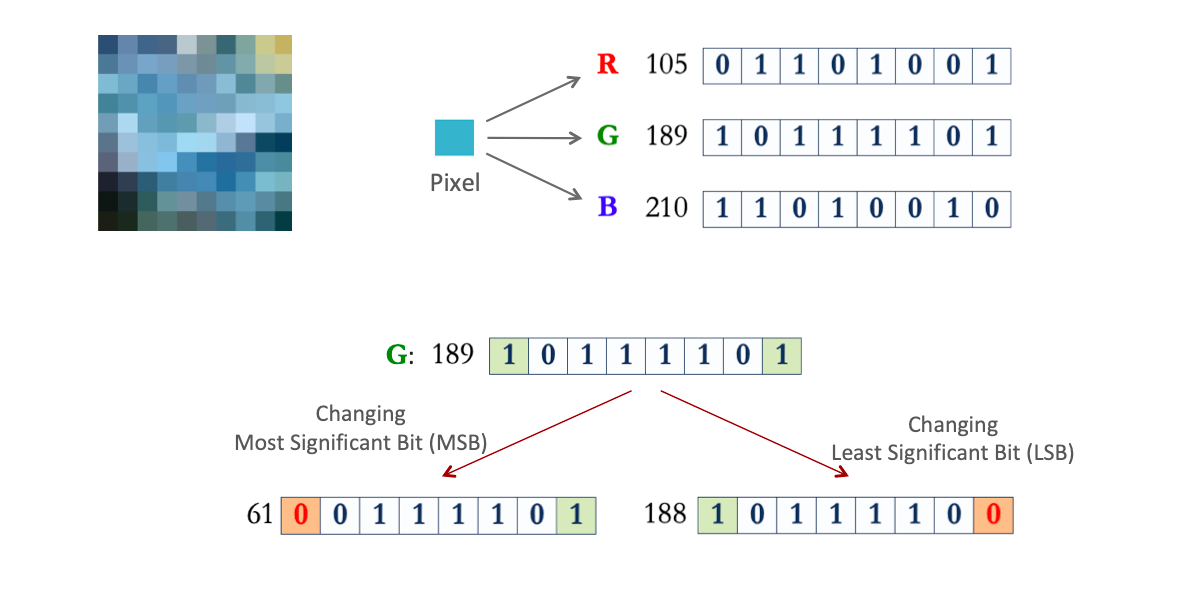 R 105 0 1 1 0 1 0 0 1
G 189 1 0 1 1 1 1 0 1
Pixel
B 210 1 1 0 1 0 0 1 0
G: 189 1 0 1 1 1 1 0 1
Changing
Most Significant Bit (MSB)
Changing
Least Significant Bit (LSB)
61 0 0 1 1 1 1 0 1
188 1 0 1 1 1 1 0 0